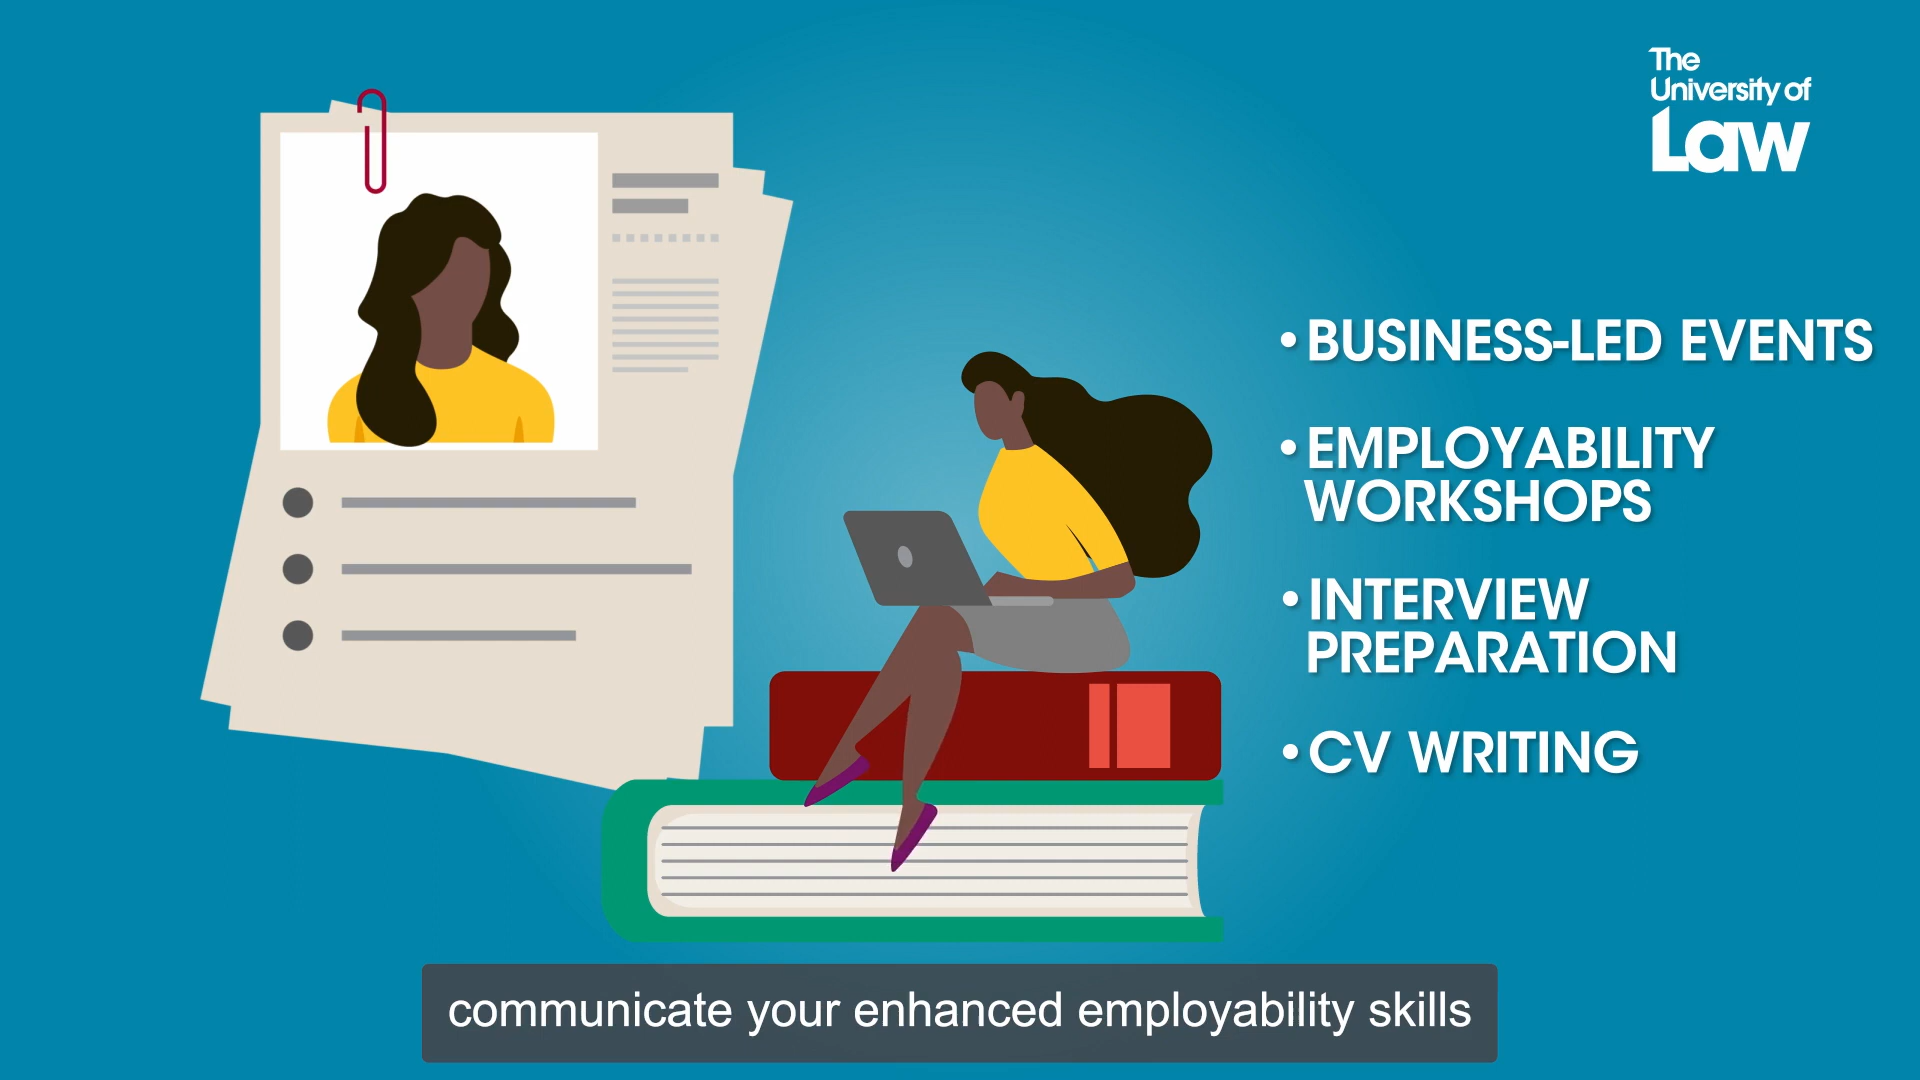 The
University of
Law
• BUSINESS-LED EVENTS
• EMPLOYABILITY
WORKSHOPS
• INTERVIEW
PREPARATION
• CV WRITING
communicate your enhanced employability skills